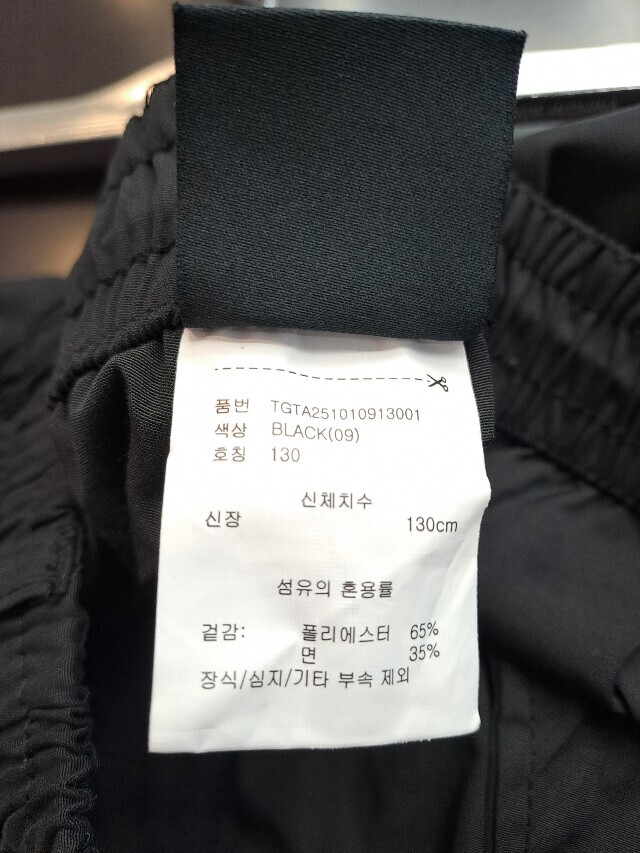 품번 TGTA251010913001
색상 BLACK(09)
호칭 130
신체치수
신장 130cm
섬유의 혼용률
겉감: 폴리에스터 65%
면 35%
장식/심지/기타 부속 제외